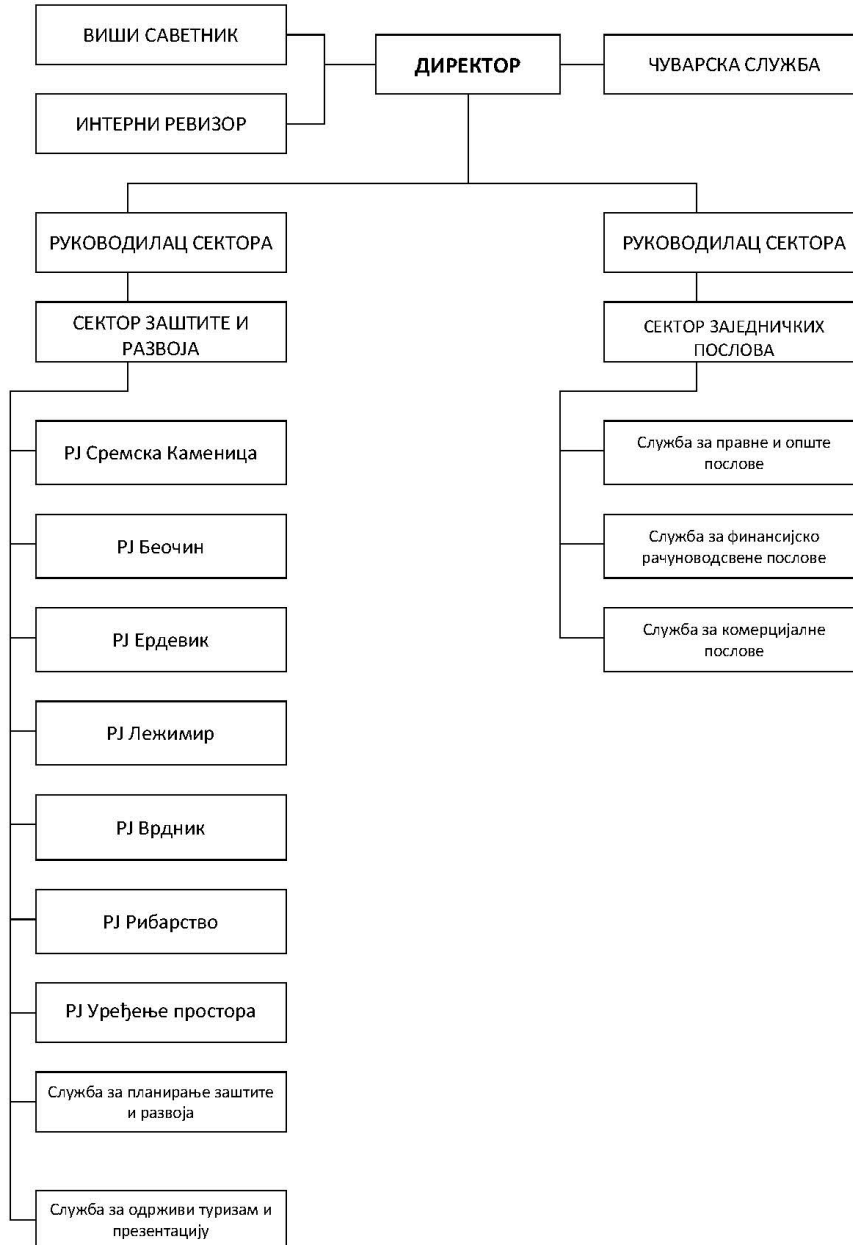 ВИШИ САВЕТНИК
ДИРЕКТОР
ЧУВАРСКА СЛУЖБА
ИНТЕРНИ РЕВИЗОР
РУКОВОДИЛАЦ СЕКТОРА
РУКОВОДИЛАЦ СЕКТОРА
СЕКТОР ЗАШТИТЕ И
РАЗВОЈА
СЕКТОР ЗАЈЕДНИЧКИХ
ПОСЛОВА
РЈ Сремска Каменица
РЈ Беочин
РЈ Ердевик
РЈ Лежимир
РЈ Врдник
РЈ Рибарство
РЈ Уређење простора
Служба за планирање заштите
и развоја
Служба за одрживи туризам и
презентацију
Служба за правне и опште
послове
Служба за финансијско
рачуноводсвене послове
Служба за комерцијалне
послове